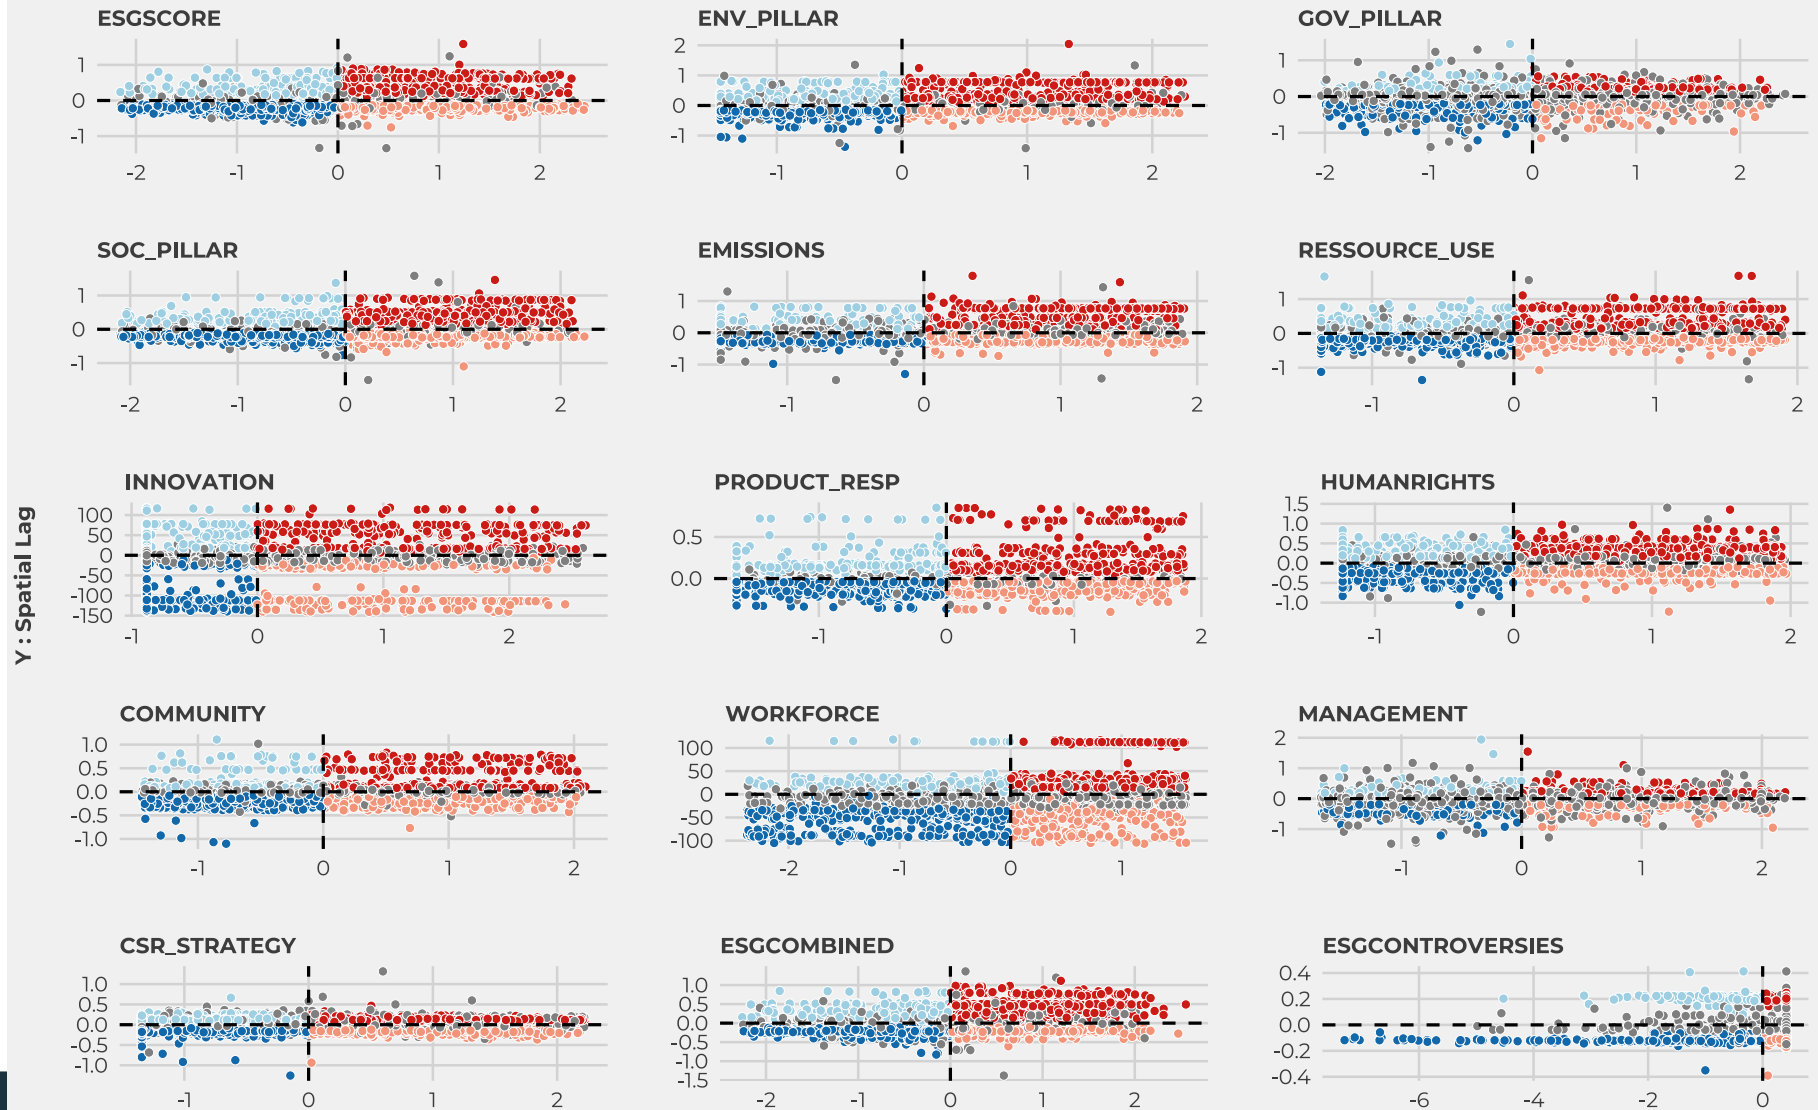 ESGSCORE ENV_PILLAR GOV_PILLAR
1 2 1
0 1 0
-1 0 -1
-1
-2 -1 0 1 2 -1 0 1 2 -2 -1 0 1 2
SOC_PILLAR EMISSIONS RESSOURCE_USE
1 1 1
0 0 0
-1 -1 -1
-2 -1 0 1 2 -1 0 1 2 -1 0 1 2
Y : Spatial Lag
INNOVATION PRODUCT_RESP HUMANRIGHTS
100 0.5 1.5
50 0.0 1.0
0 0.5
-50 0.0
-100 -0.5
-150 -1.0
-1 0 1 2 -1 0 1 2 -1 0 1 2
COMMUNITY WORKFORCE MANAGEMENT
1.0 100 2
0.5 50 1
0.0 0 0
-0.5 -50 -1
-1.0 -100
-1 0 1 2 -2 -1 0 1 -1 0 1 2
CSR_STRATEGY ESGCOMBINED ESGCONTROVERSIES
1.0 1.0 0.4
0.5 0.5 0.2
0.0 0.0 0.0
-0.5 -0.5 -0.2
-1.0 -1.0 -0.4
-1.5
-1 0 1 2 -2 -1 0 1 2 -6 -4 -2 0